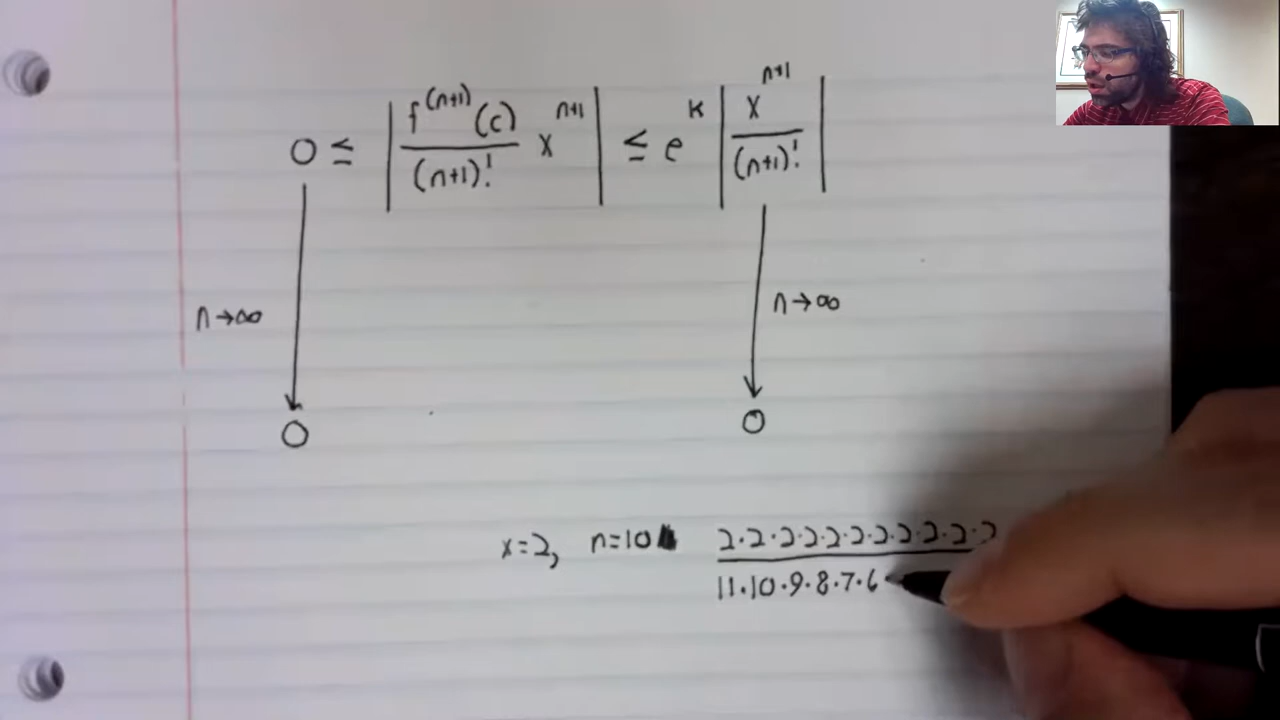 0 ≤ | f^(n+1) (c) / (n+1)! x^n+1 | ≤ e^K | x^n+1 / (n+1)! |
n→∞ n→∞
0 0
x=2, n=10 2·2·2·2·2·2·2·2·2·2·2 / 11·10·9·8·7·6